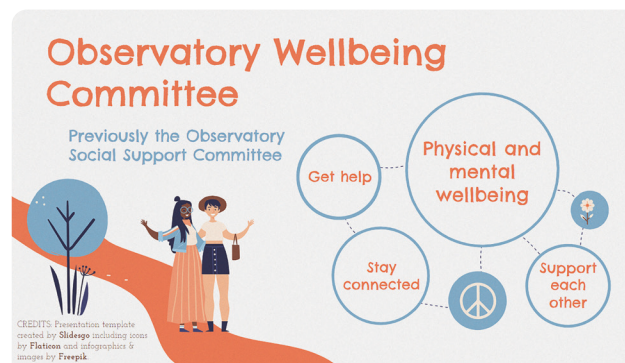 Observatory Wellbeing
Committee
Previously the Observatory
Social Support Committee
Get help
Physical and
mental
wellbeing
Stay
connected
Support
each
other
CREDITS: Presentation template
created by Slidesgo including icons
by Flaticon and infographics &
images by Freepik